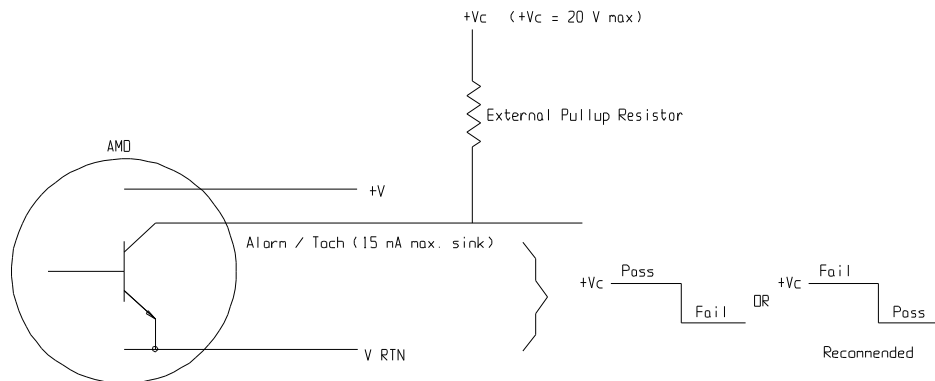 +Vc (+Vc = 20 V max)
External Pullup Resistor
AMD
+V
Alarm / Tach (15 mA max. sink)
+Vc Pass
Fail
OR
+Vc Fail
Pass
V RTN
Recommended